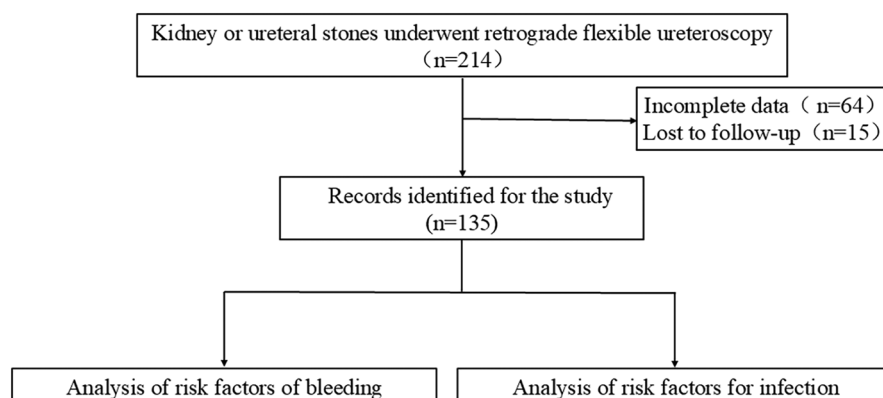 Kidney or ureteral stones underwent retrograde flexible ureteroscopy
（n=214）
Incomplete data（ n=64）
Lost to follow-up（n=15）
Records identified for the study
(n=135)
Analysis of risk factors of bleeding
Analysis of risk factors for infection